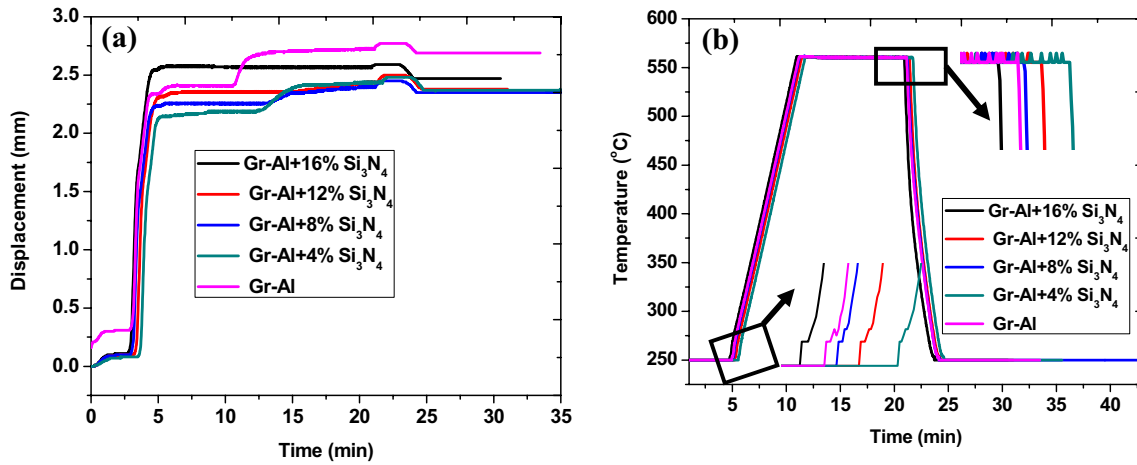 (a)
Displacement (mm)
3.0
2.5
2.0
1.5
1.0
0.5
0.0
Gr-Al+16% Si₃N₄
Gr-Al+12% Si₃N₄
Gr-Al+8% Si₃N₄
Gr-Al+4% Si₃N₄
Gr-Al
0 5 10 15 20 25 30 35
Time (min)
(b)
Temperature (°C)
600
550
500
450
400
350
300
250
200
Gr-Al+16% Si₃N₄
Gr-Al+12% Si₃N₄
Gr-Al+8% Si₃N₄
Gr-Al+4% Si₃N₄
Gr-Al
5 10 15 20 25 30 35 40
Time (min)